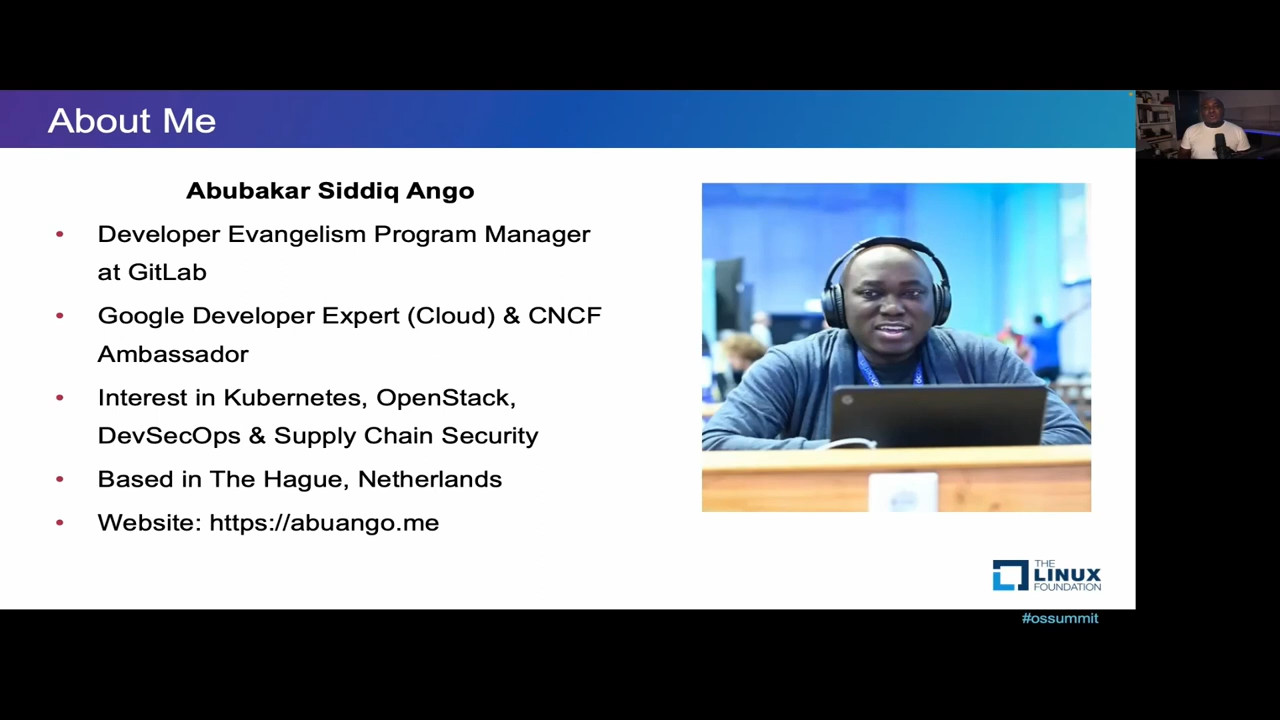 About Me
Abubakar Siddiq Ango
• Developer Evangelism Program Manager
at GitLab
• Google Developer Expert (Cloud) & CNCF
Ambassador
• Interest in Kubernetes, OpenStack,
DevSecOps & Supply Chain Security
• Based in The Hague, Netherlands
• Website: https://abuango.me
THE
LINUX
FOUNDATION
#ossummit